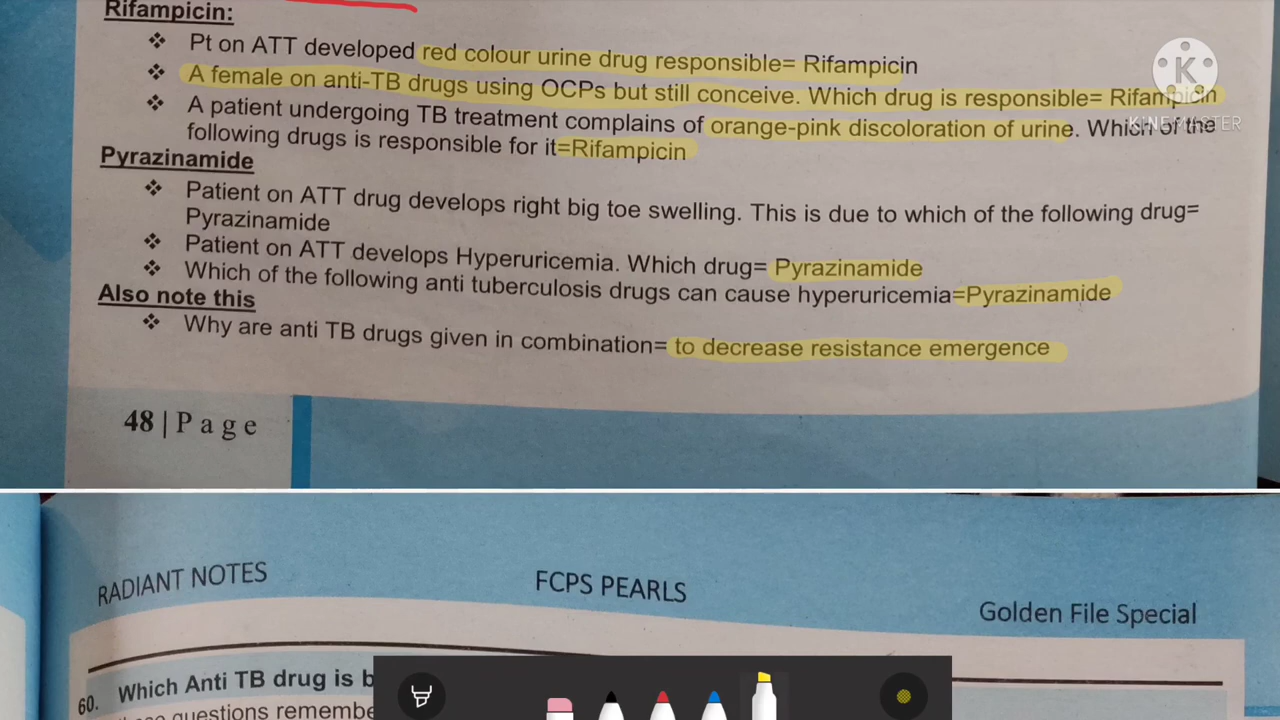 Rifampicin:
❖ Pt on ATT developed red colour urine drug responsible= Rifampicin
❖ A female on anti-TB drugs using OCPs but still conceive. Which drug is responsible= Rifampicin
❖ A patient undergoing TB treatment complains of orange-pink discoloration of urine. Which of the
following drugs is responsible for it=Rifampicin
K
KINEMASTER
Pyrazinamide
❖ Patient on ATT drug develops right big toe swelling. This is due to which of the following drug=
Pyrazinamide
❖ Patient on ATT develops Hyperuricemia. Which drug= Pyrazinamide
❖ Which of the following anti tuberculosis drugs can cause hyperuricemia=Pyrazinamide
Also note this
❖ Why are anti TB drugs given in combination= to decrease resistance emergence
48 | P a g e
RADIANT NOTES
FCPS PEARLS
Golden File Special
60. Which Anti TB drug is b
questions remembe